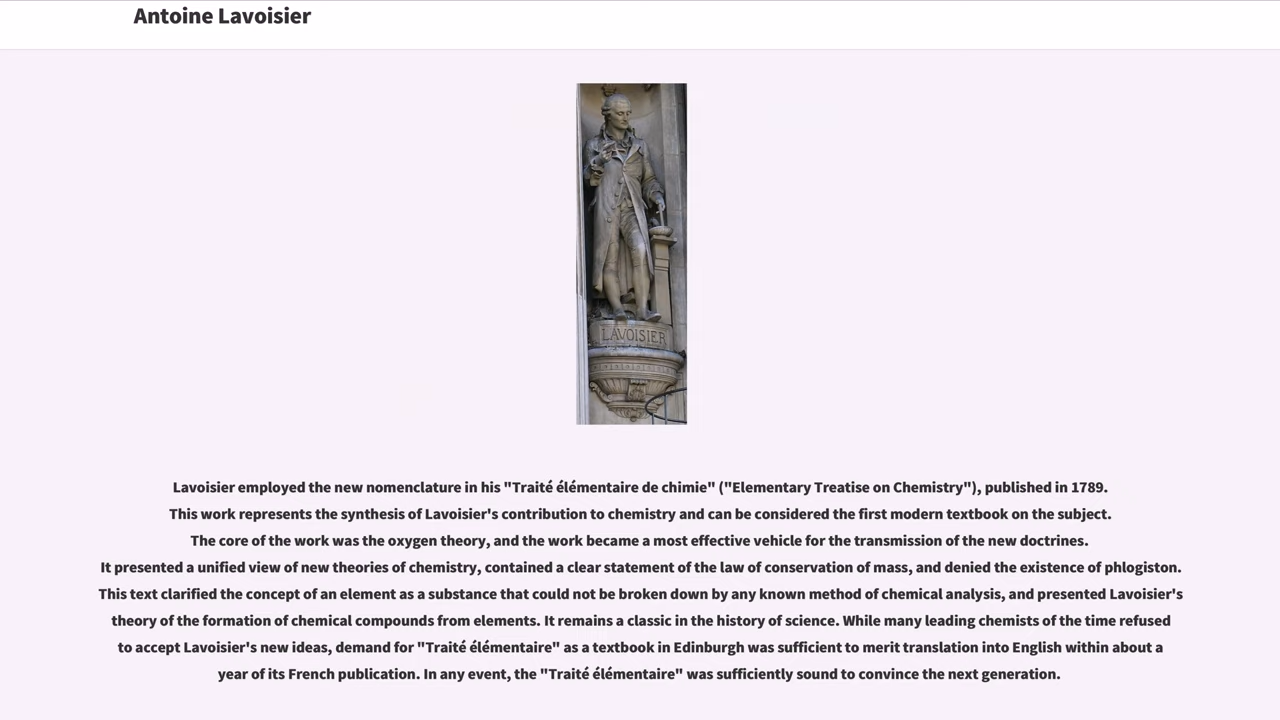 Antoine Lavoisier
LAVOISIER
Lavoisier employed the new nomenclature in his "Traité élémentaire de chimie" ("Elementary Treatise on Chemistry"), published in 1789.
This work represents the synthesis of Lavoisier's contribution to chemistry and can be considered the first modern textbook on the subject.
The core of the work was the oxygen theory, and the work became a most effective vehicle for the transmission of the new doctrines.
It presented a unified view of new theories of chemistry, contained a clear statement of the law of conservation of mass, and denied the existence of phlogiston.
This text clarified the concept of an element as a substance that could not be broken down by any known method of chemical analysis, and presented Lavoisier's
theory of the formation of chemical compounds from elements. It remains a classic in the history of science. While many leading chemists of the time refused
to accept Lavoisier's new ideas, demand for "Traité élémentaire" as a textbook in Edinburgh was sufficient to merit translation into English within about a
year of its French publication. In any event, the "Traité élémentaire" was sufficiently sound to convince the next generation.